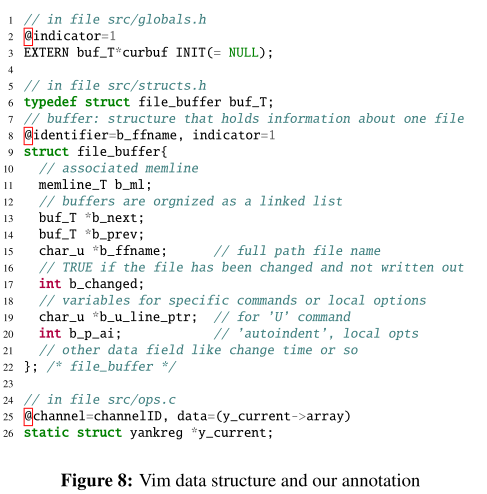 1 // in file src/globals.h
2 @indicator=1
3 EXTERN buf_T*curbuf INIT(= NULL);
4
5 // in file src/structs.h
6 typedef struct file_buffer buf_T;
7 // buffer: structure that holds information about one file
8 @identifier=b_ffname, indicator=1
9 struct file_buffer{
10 // associated memline
11 memline_T b_ml;
12 // buffers are orgnized as a linked list
13 buf_T *b_next;
14 buf_T *b_prev;
15 char_u *b_ffname; // full path file name
16 // TRUE if the file has been changed and not written out
17 int b_changed;
18 // variables for specific commands or local options
19 char_u *b_u_line_ptr; // for 'U' command
20 int b_p_ai; // 'autoindent', local opts
21 // other data field like change time or so
22 }; /* file_buffer */
23
24 // in file src/ops.c
25 @channel=channelID, data=(y_current->array)
26 static struct yankreg *y_current;
Figure 8: Vim data structure and our annotation